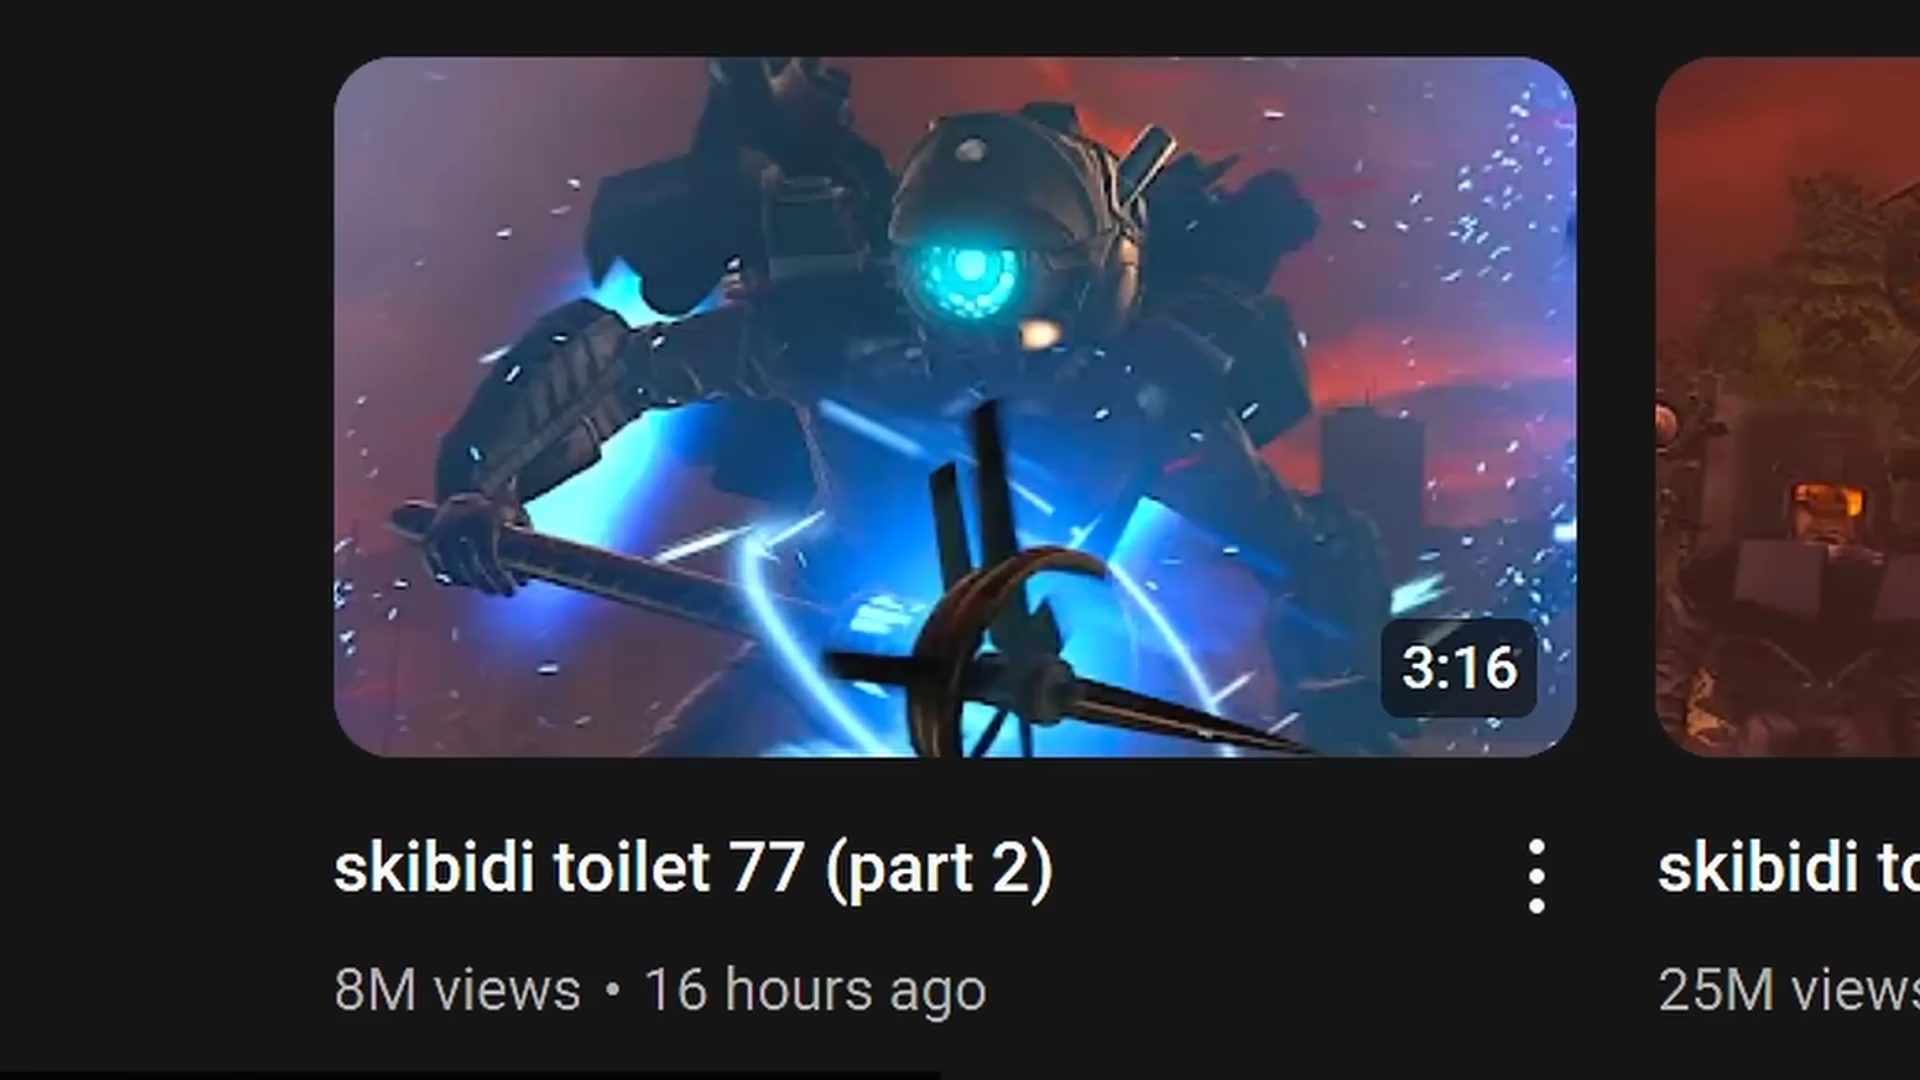 3:16
skibidi toilet 77 (part 2)
skibidi to
8M views • 16 hours ago
25M views